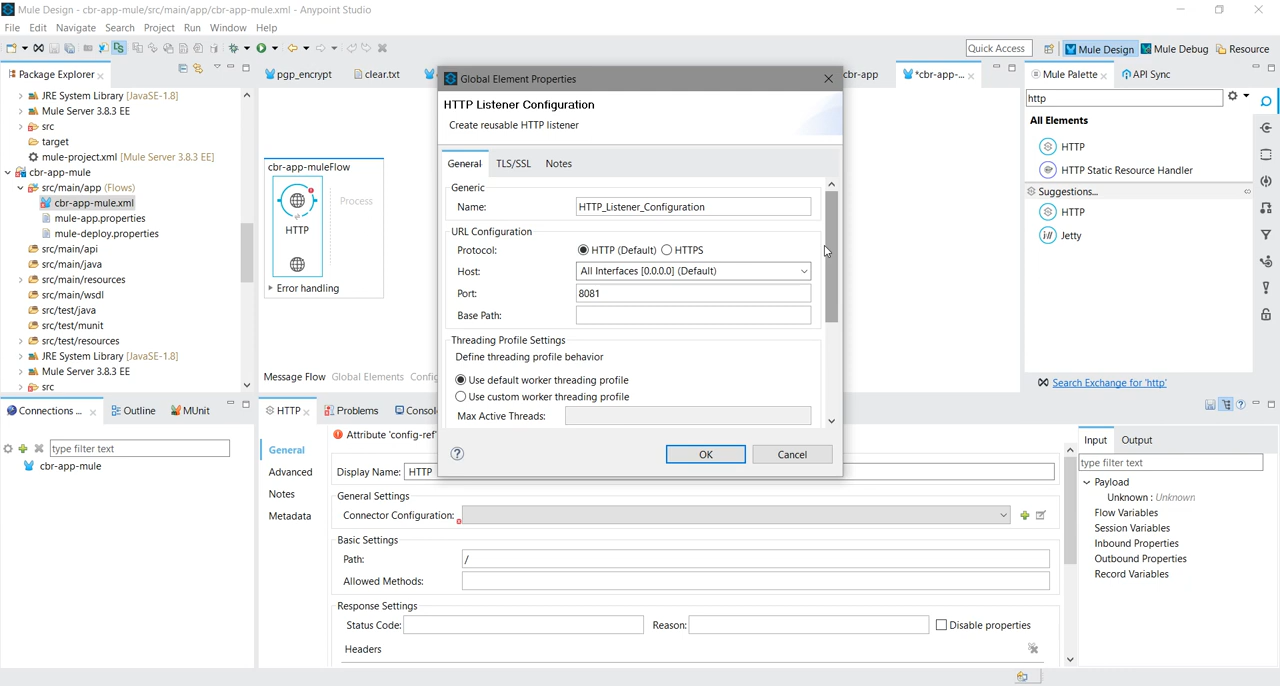 Mule Design - cbr-app-mule/src/main/app/cbr-app-mule.xml - Anypoint Studio
File Edit Navigate Search Project Run Window Help
Quick Access Mule Design Mule Debug Resource
Package Explorer
JRE System Library [JavaSE-1.8]
Mule Server 3.8.3 EE
src
target
mule-project.xml [Mule Server 3.8.3 EE]
cbr-app-mule
src/main/app (Flows)
cbr-app-mule.xml
mule-app.properties
mule-deploy.properties
src/main/api
src/main/java
src/main/resources
src/main/wsdl
src/test/java
src/test/munit
src/test/resources
JRE System Library [JavaSE-1.8]
Mule Server 3.8.3 EE
src
pgp_encrypt clear.txt cbr-app *cbr-app-...
cbr-app-muleFlow
HTTP
Process
Error handling
Message Flow Global Elements Config
Global Element Properties
HTTP Listener Configuration
Create reusable HTTP listener
General TLS/SSL Notes
Generic
Name: HTTP_Listener_Configuration
URL Configuration
Protocol: HTTP (Default) HTTPS
Host: All Interfaces [0.0.0.0] (Default)
Port: 8081
Base Path:
Threading Profile Settings
Define threading profile behavior
Use default worker threading profile
Use custom worker threading profile
Max Active Threads:
? OK Cancel
Mule Palette API Sync
http
All Elements
HTTP
HTTP Static Resource Handler
Suggestions...
HTTP
Jetty
Search Exchange for 'http'
Connections ... Outline MUnit
type filter text
cbr-app-mule
HTTP Problems Consol
General
Advanced
Notes
Metadata
Attribute 'config-ref'
Display Name: HTTP
General Settings
Connector Configuration:
Basic Settings
Path: /
Allowed Methods:
Response Settings
Status Code: Reason: Disable properties
Headers
Input Output
type filter text
Payload
Unknown : Unknown
Flow Variables
Session Variables
Inbound Properties
Outbound Properties
Record Variables